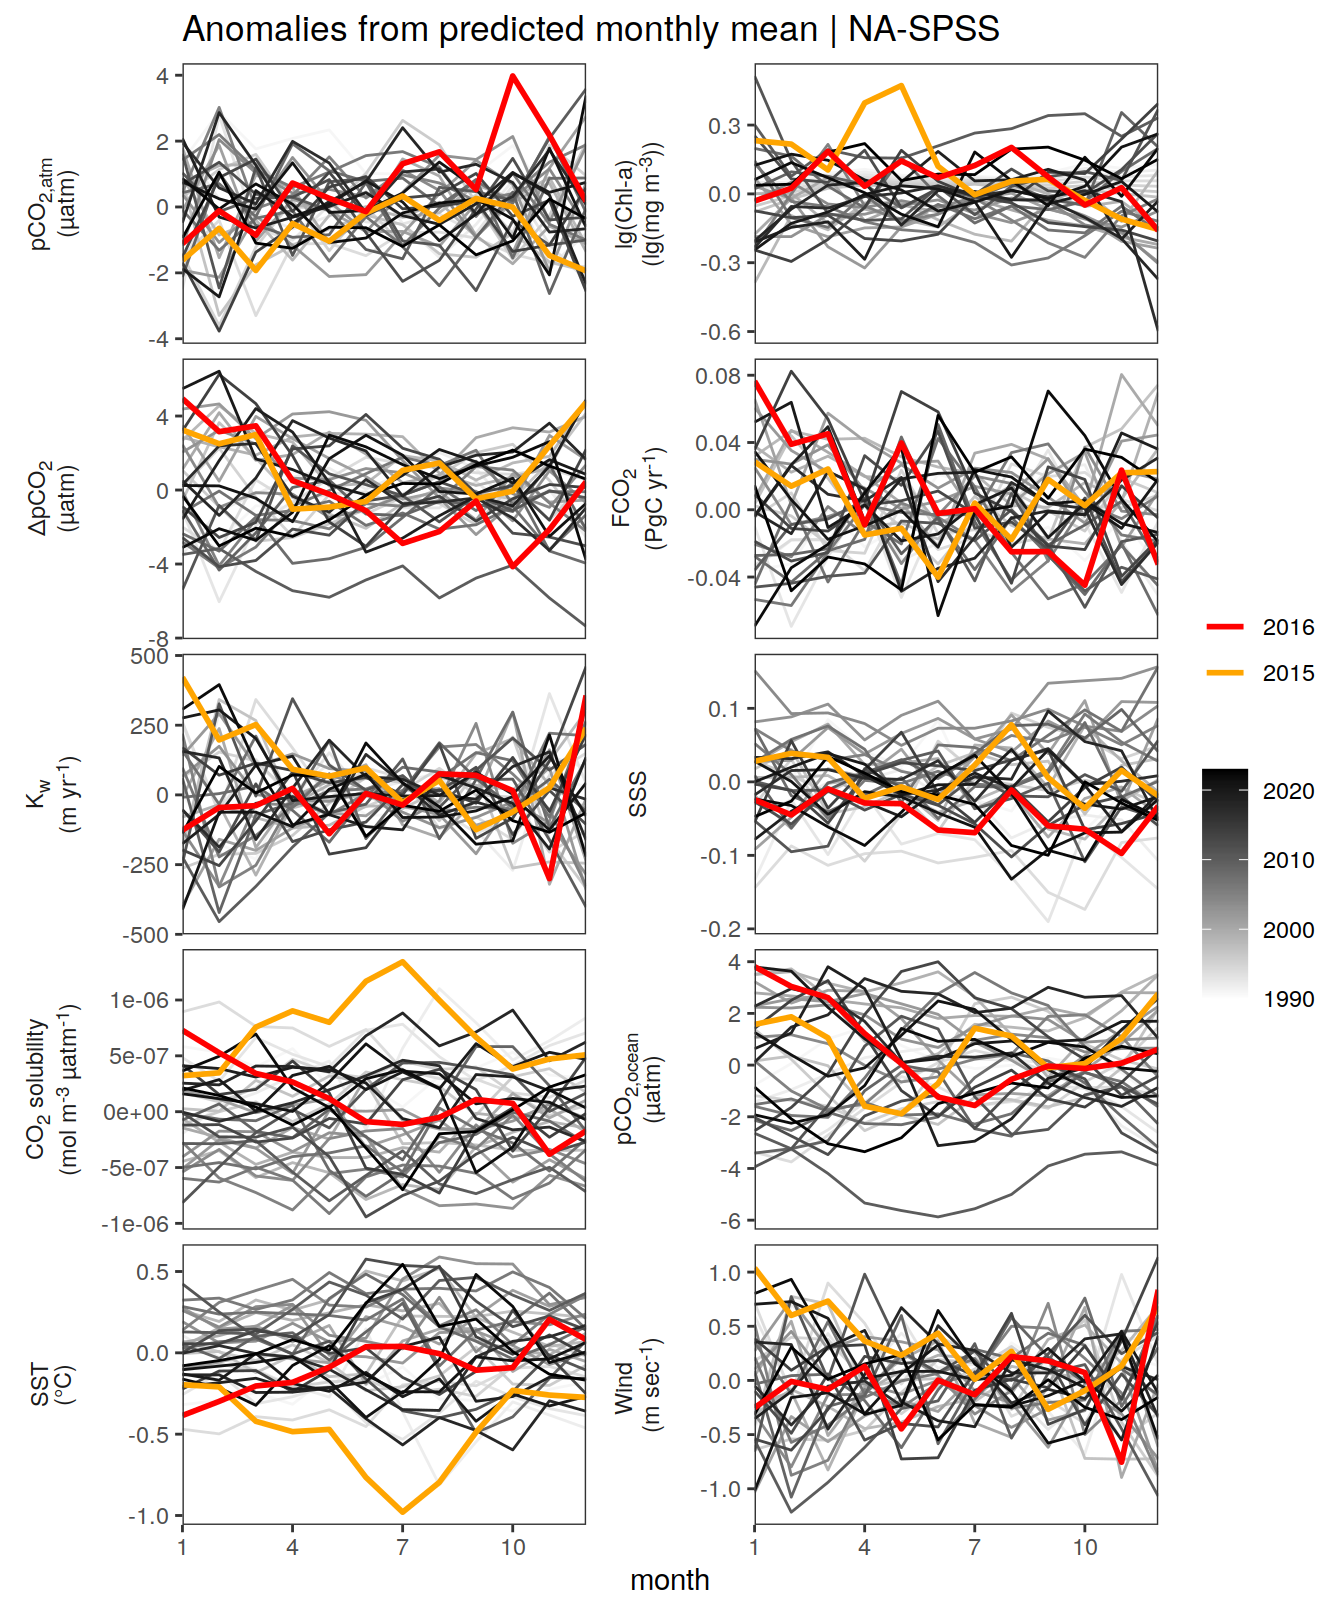 Anomalies from predicted monthly mean | NA-SPSS
pCO2,atm
(µatm)
4
2
0
-2
-4
lg(Chl-a)
(lg(mg m-3))
0.3
0.0
-0.3
-0.6
ΔpCO2
(µatm)
4
0
-4
-8
FCO2
(PgC yr-1)
0.08
0.04
0.00
-0.04
Kw
(m yr-1)
500
250
0
-250
-500
SSS
0.1
0.0
-0.1
-0.2
CO2 solubility
(mol m-3 µatm-1)
1e-06
5e-07
0e+00
-5e-07
-1e-06
pCO2,ocean
(µatm)
4
2
0
-2
-4
-6
SST
(°C)
0.5
0.0
-0.5
-1.0
Wind
(m sec-1)
1.0
0.5
0.0
-0.5
-1.0
1 4 7 10
1 4 7 10
month
2016
2015
2020
2010
2000
1990